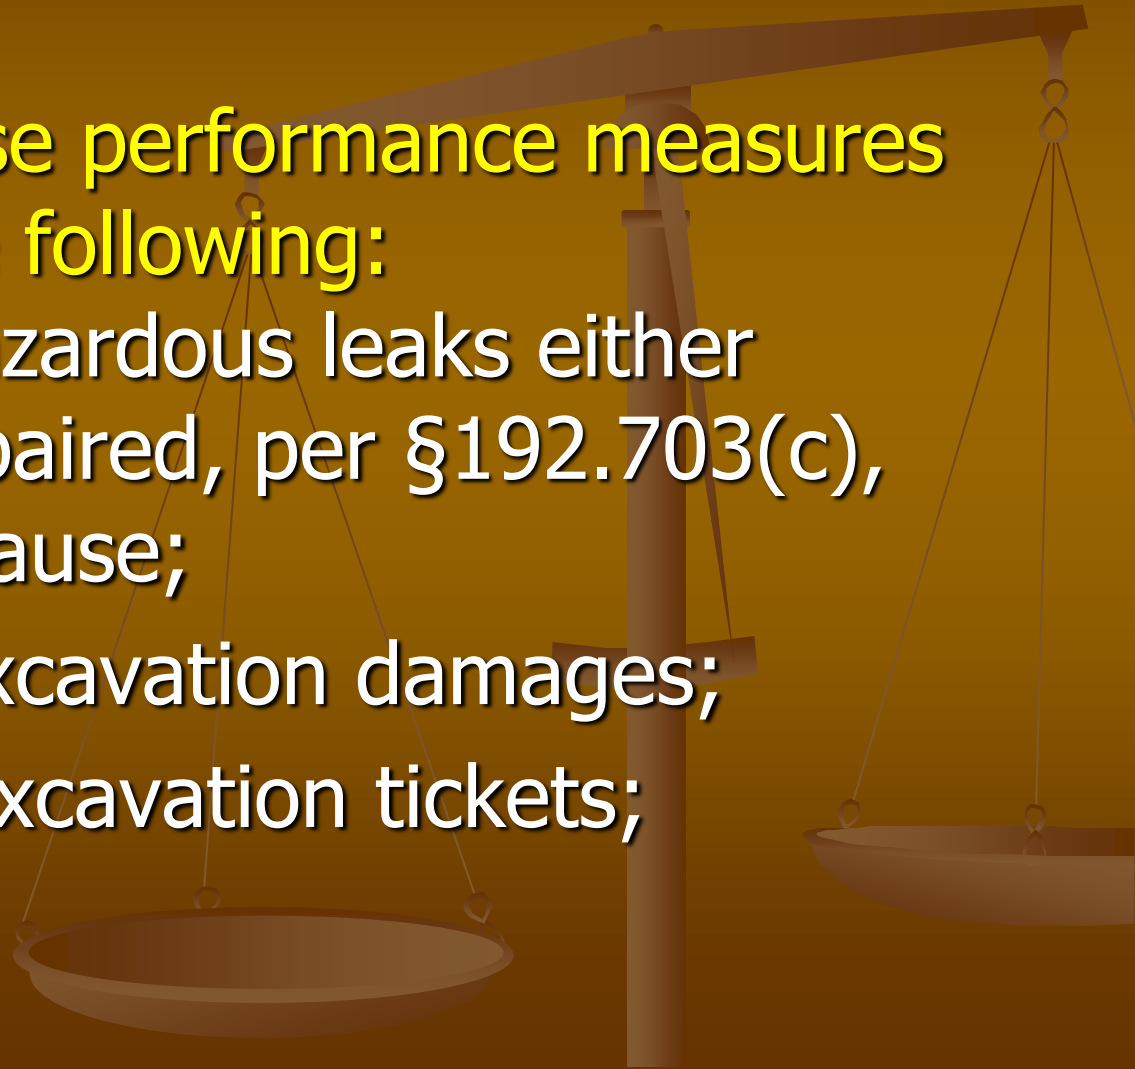 se performance measures
following:
zardous leaks either
paired, per §192.703(c),
ause;
xcavation damages;
xcavation tickets;